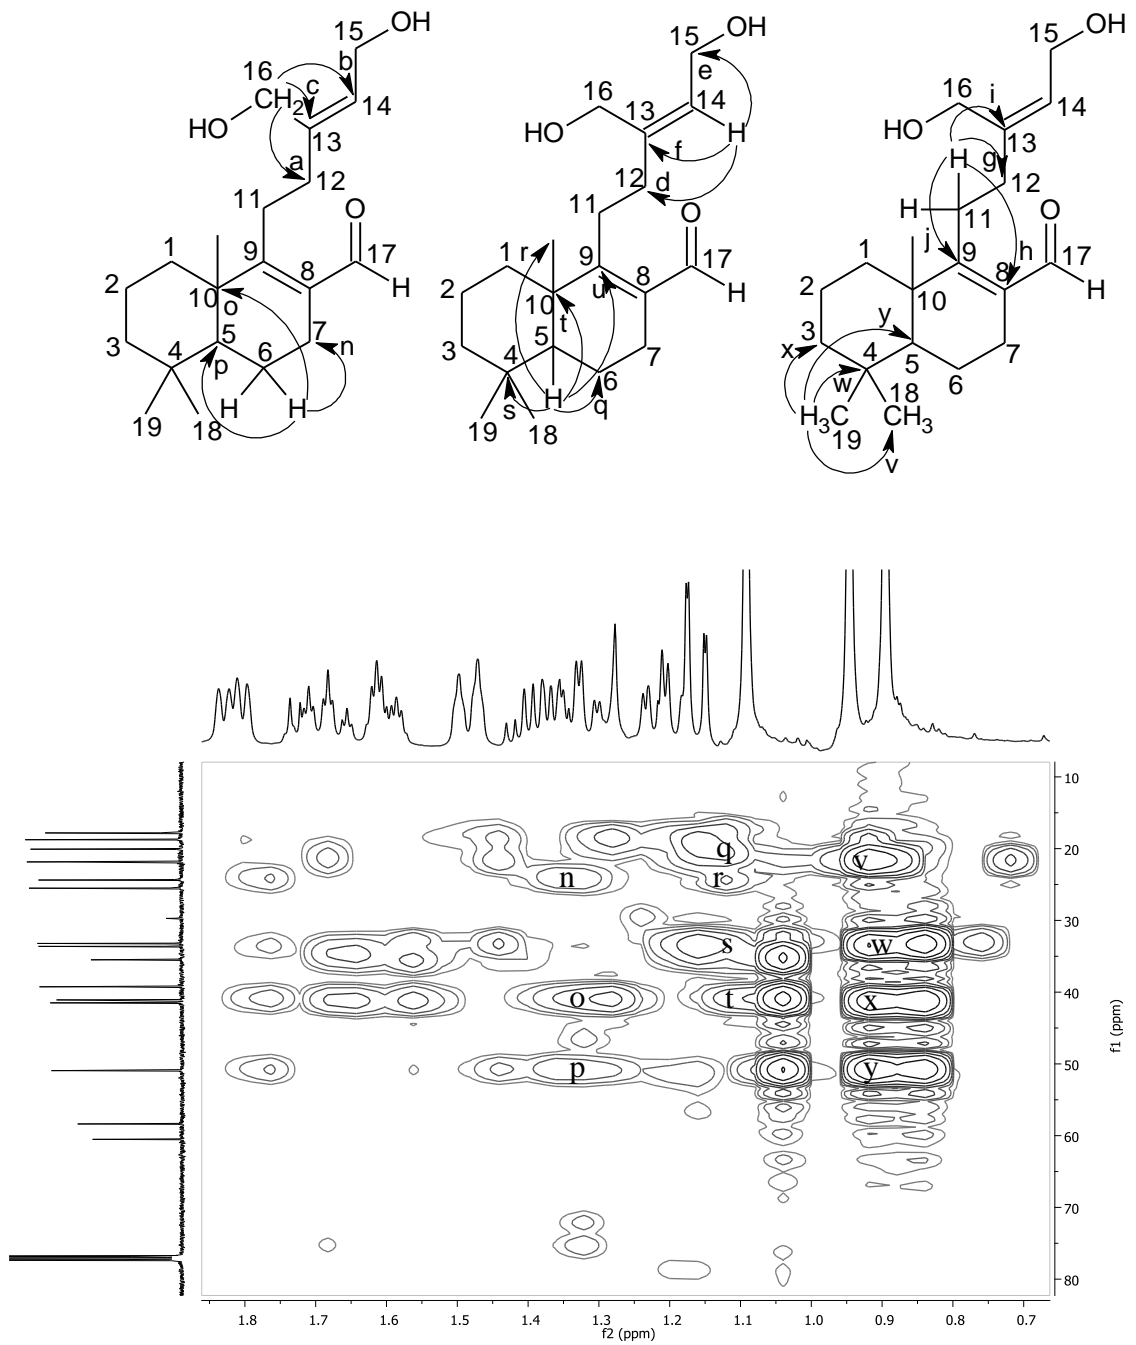 15 OH
16 b
CH2 c 14
HO 13
a 12
11 O
1 9 8 17
2 10 H
o 7
3 4 5 6 n
p
H H
19 18
15 OH
e
16 13 14
HO H
f
12 d
11 O
1 r 9 8 17
2 10 u H
t
3 5 7
4 6
s H q
19 18
15 OH
16 i
HO 14
H 13
g 12
H 11 O
1 j 9 h 17
2 8 H
10
3 y 7
x 4 5 6
w 18
H3C CH3
19
v
10
20
30
40
50
60
70
80
f1 (ppm)
q
v
n r
s w
o t x
p y
1.8 1.7 1.6 1.5 1.4 1.3 1.2 1.1 1.0 0.9 0.8 0.7
f2 (ppm)